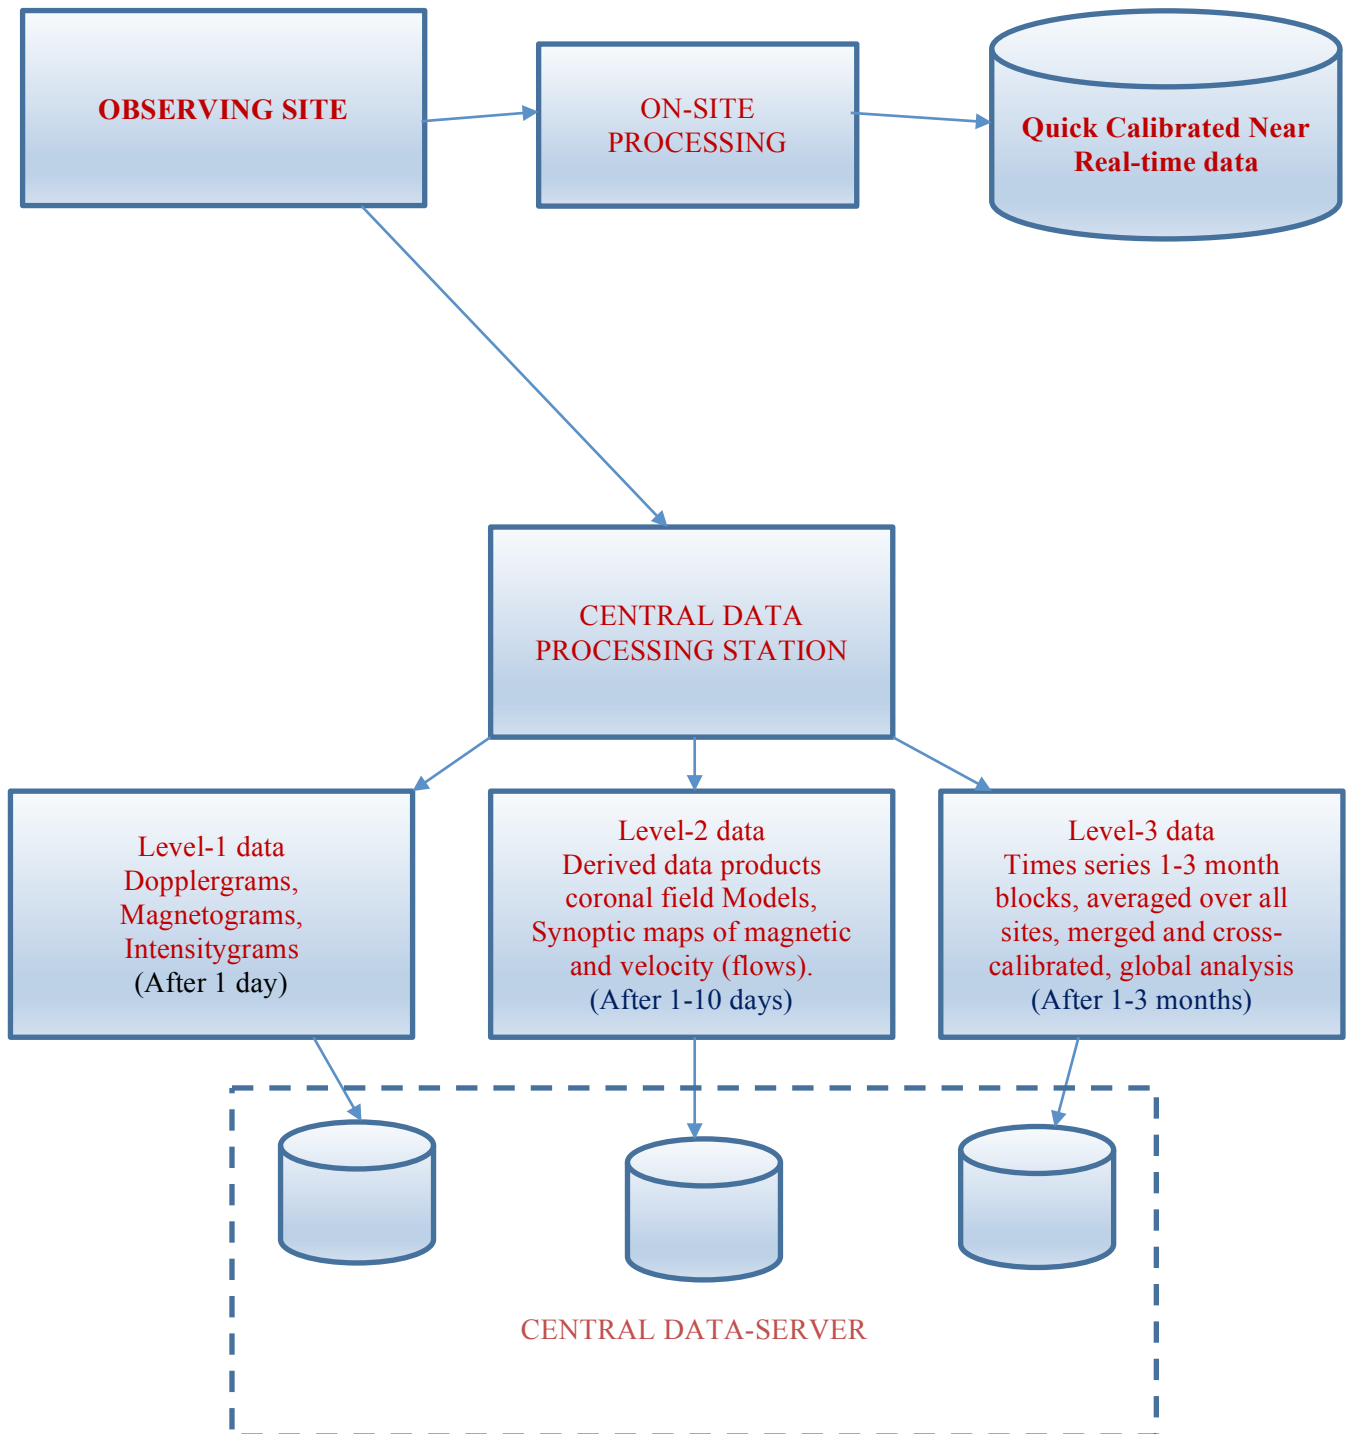 OBSERVING SITE
ON-SITE
PROCESSING
Quick Calibrated Near
Real-time data
CENTRAL DATA
PROCESSING STATION
Level-1 data
Dopplergrams,
Magnetograms,
Intensitygrams
(After 1 day)
Level-2 data
Derived data products
coronal field Models,
Synoptic maps of magnetic
and velocity (flows).
(After 1-10 days)
Level-3 data
Times series 1-3 month
blocks, averaged over all
sites, merged and cross-
calibrated, global analysis
(After 1-3 months)
CENTRAL DATA-SERVER